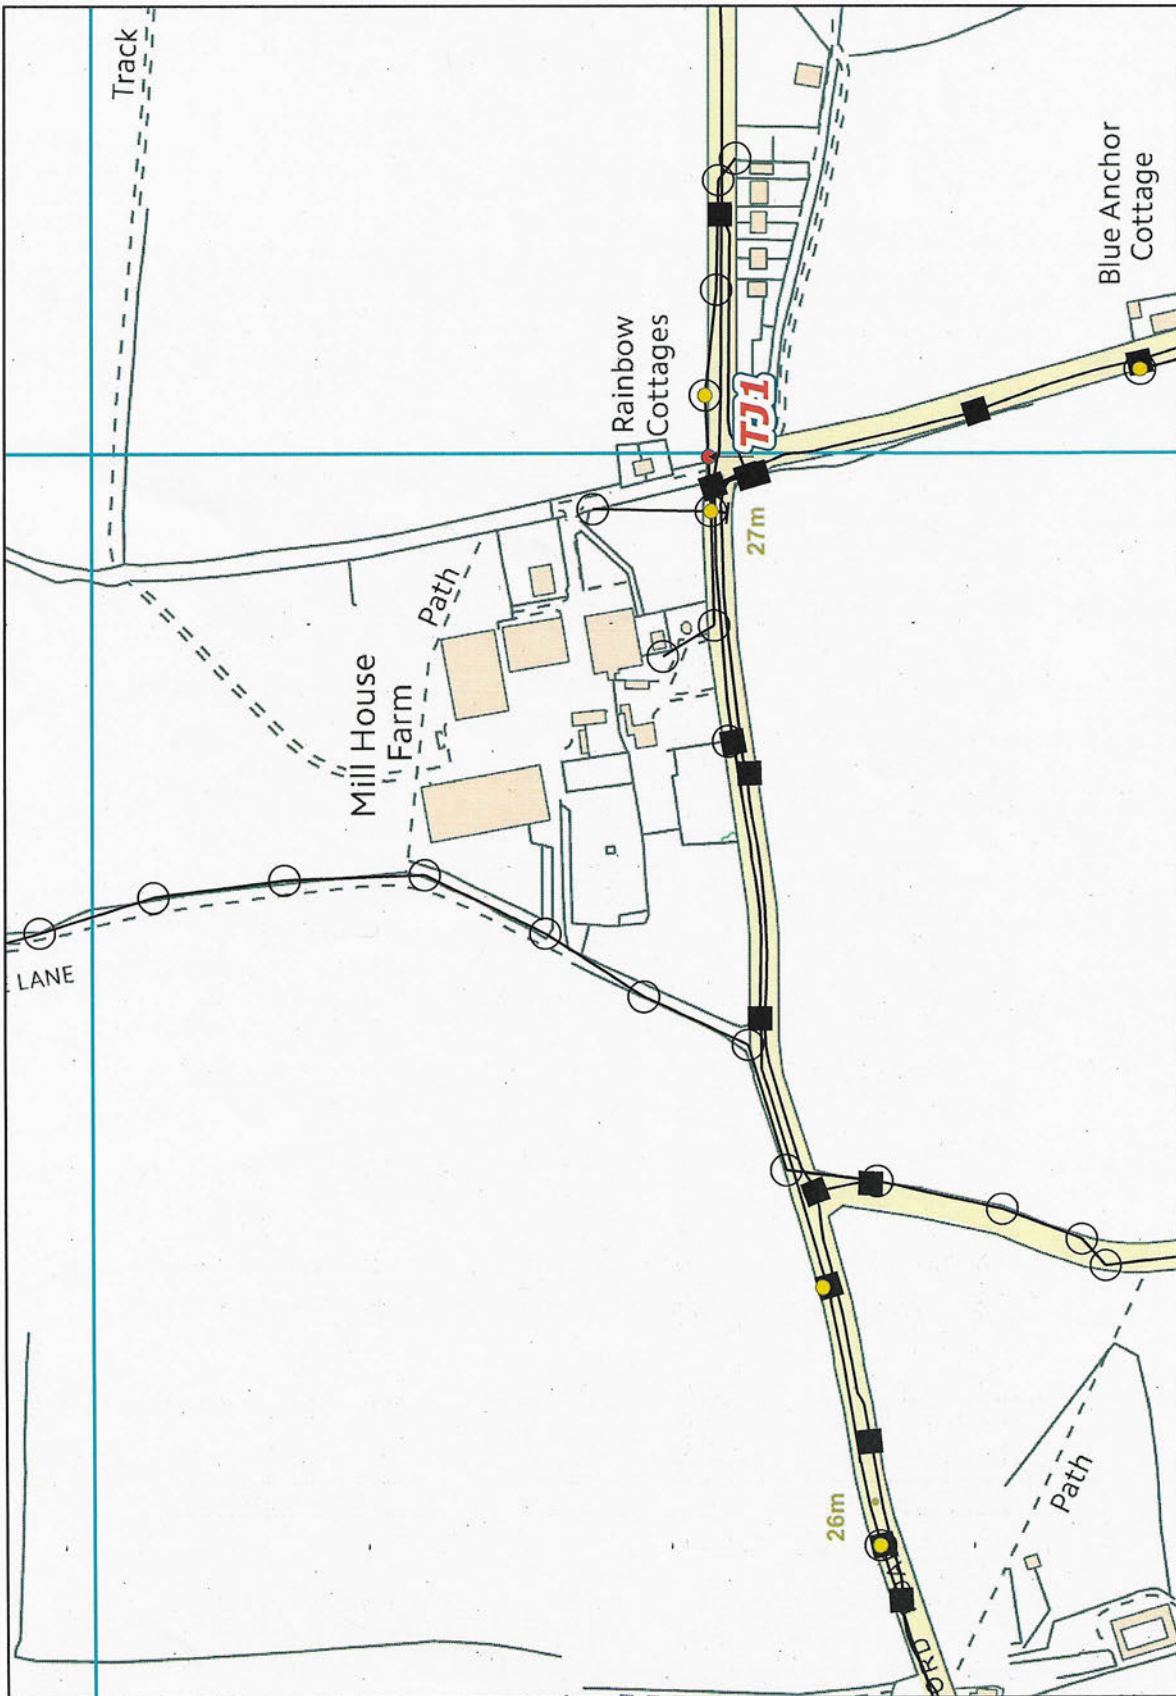 Track
Blue Anchor
Cottage
Rainbow
Cottages
TJ1
27m
Path
Mill House
Farm
LANE
26m
Path